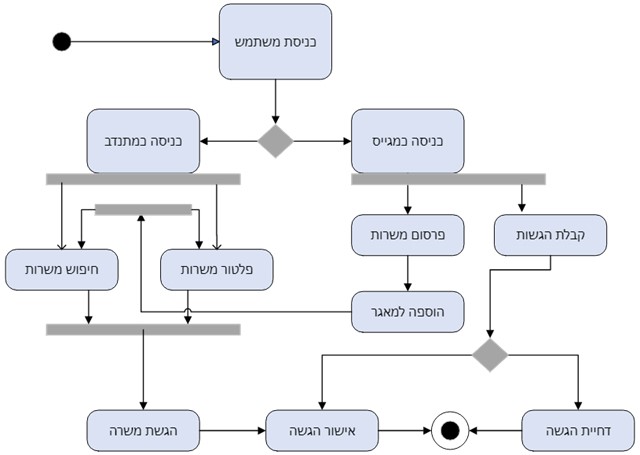 כניסת משתמש
כניסה כמגייס
כניסה כמתנדב
קבלת הגשות
פרסום משרות
פלטור משרות
חיפוש משרות
הוספה למאגר
דחיית הגשה
אישור הגשה
הגשת משרה